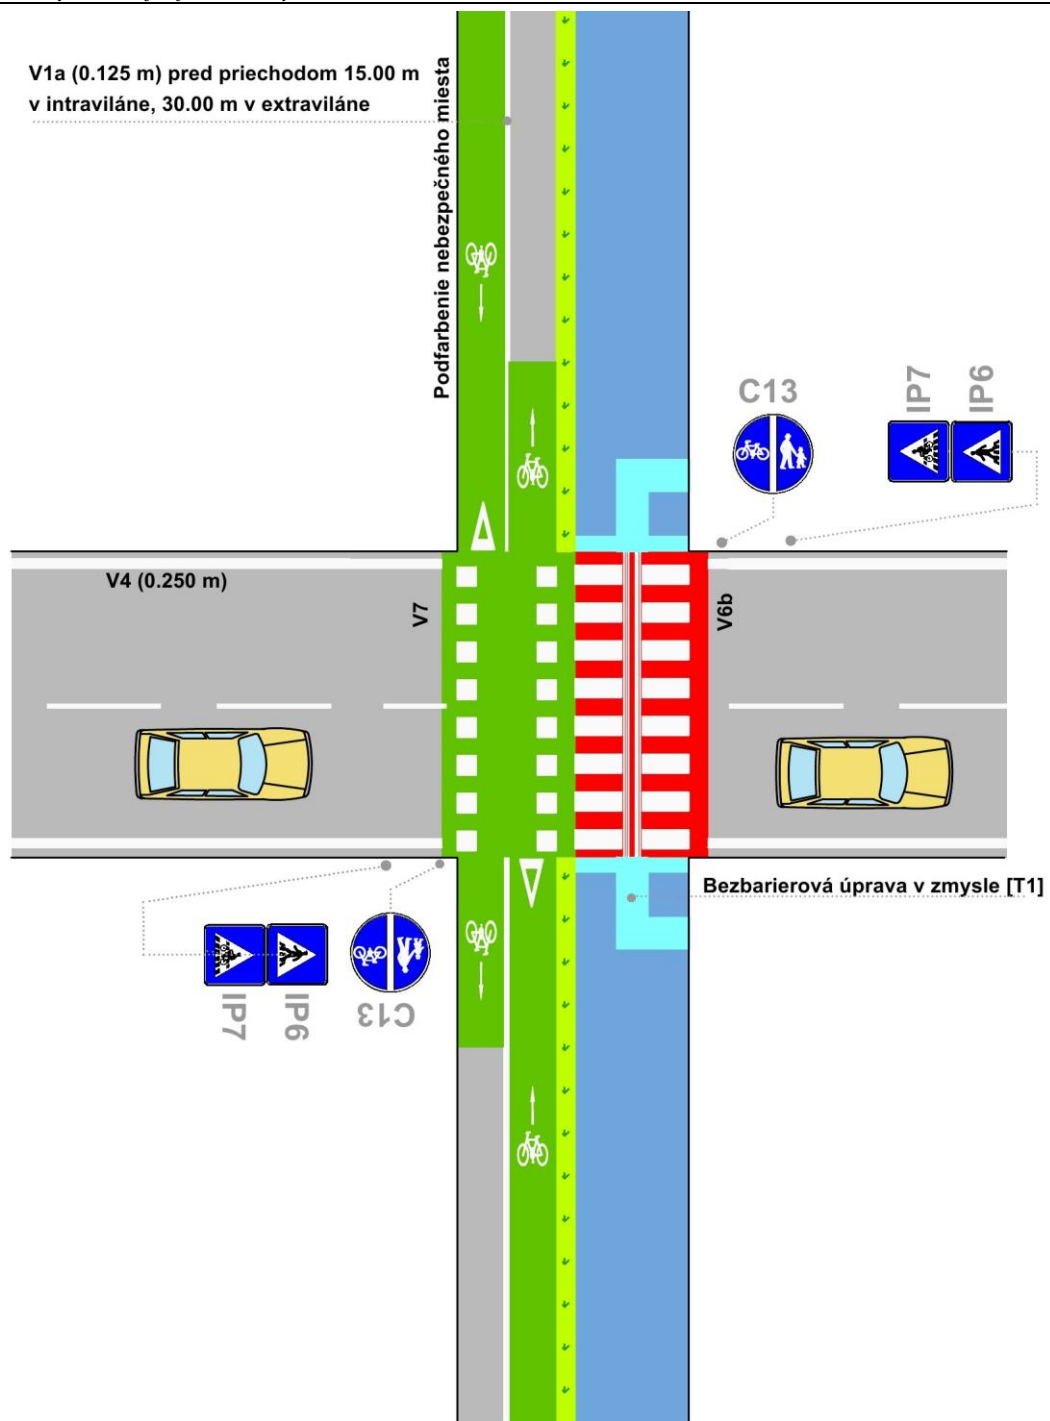 V1a (0.125 m) pred priechodom 15.00 m
v intraviláne, 30.00 m v extraviláne
Podfarbenie nebezpečného miesta
C13
IP7
IP6
V4 (0.250 m)
V7
V6b
Bezbarierová úprava v zmysle [T1]
IP7
IP6
C13